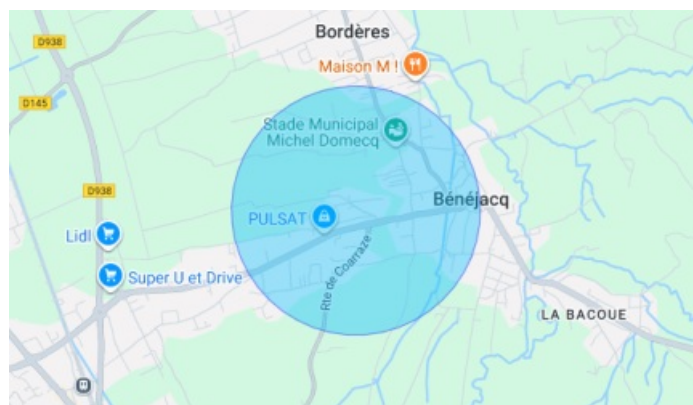 Bordères
D938
Maison M !
D145
Stade Municipal
Michel Domecq
D938
Bénéjacq
PULSAT
Lidl
Super U et Drive
Rte de Coarraze
LA BACOUE